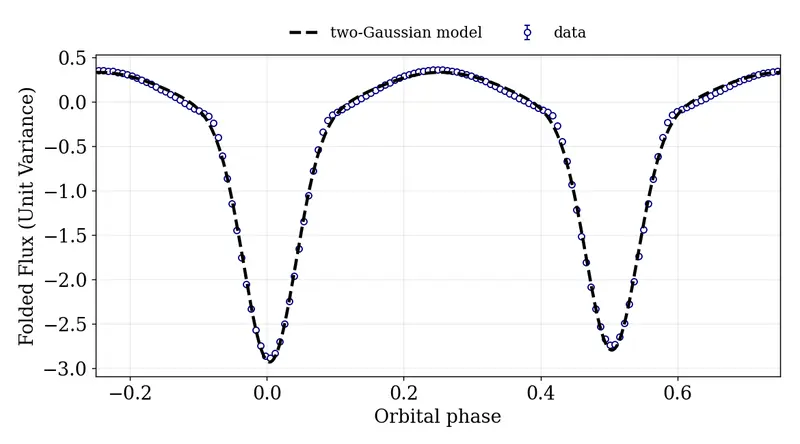 two-Gaussian model data
Folded Flux (Unit Variance)
0.5
0.0
−0.5
−1.0
−1.5
−2.0
−2.5
−3.0
−0.2 0.0 0.2 0.4 0.6
Orbital phase